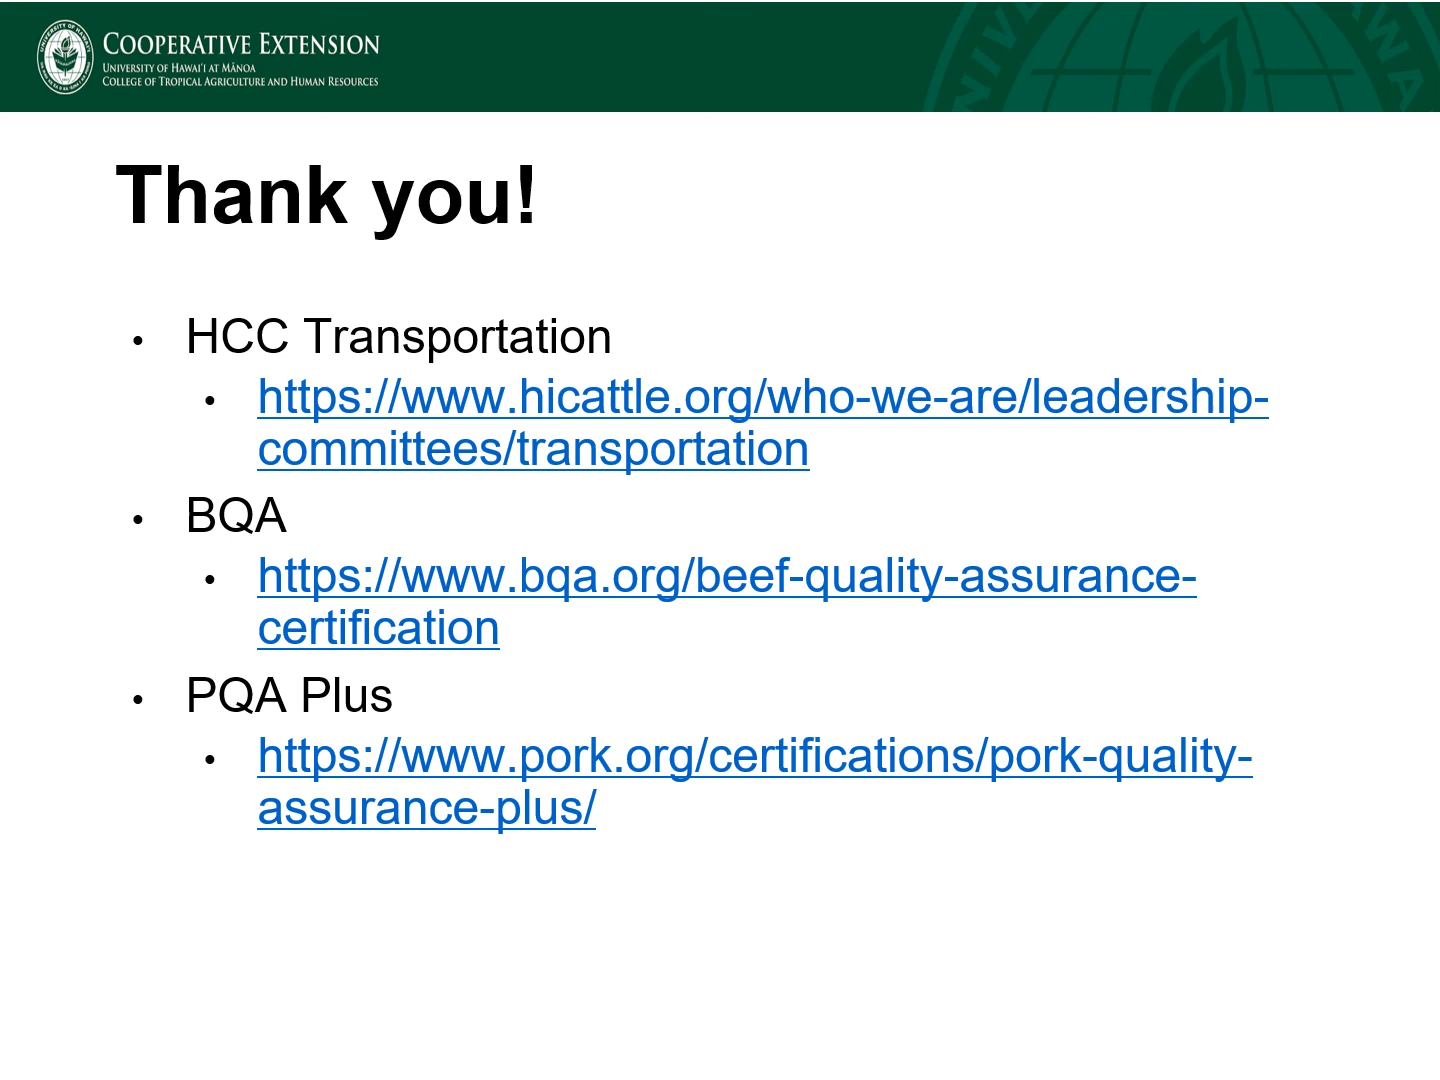 COOPERATIVE EXTENSION
UNIVERSITY OF HAWAI'I AT MĀNOA
COLLEGE OF TROPICAL AGRICULTURE AND HUMAN RESOURCES
Thank you!
• HCC Transportation
• https://www.hicattle.org/who-we-are/leadership-
committees/transportation
• BQA
• https://www.bqa.org/beef-quality-assurance-
certification
• PQA Plus
• https://www.pork.org/certifications/pork-quality-
assurance-plus/